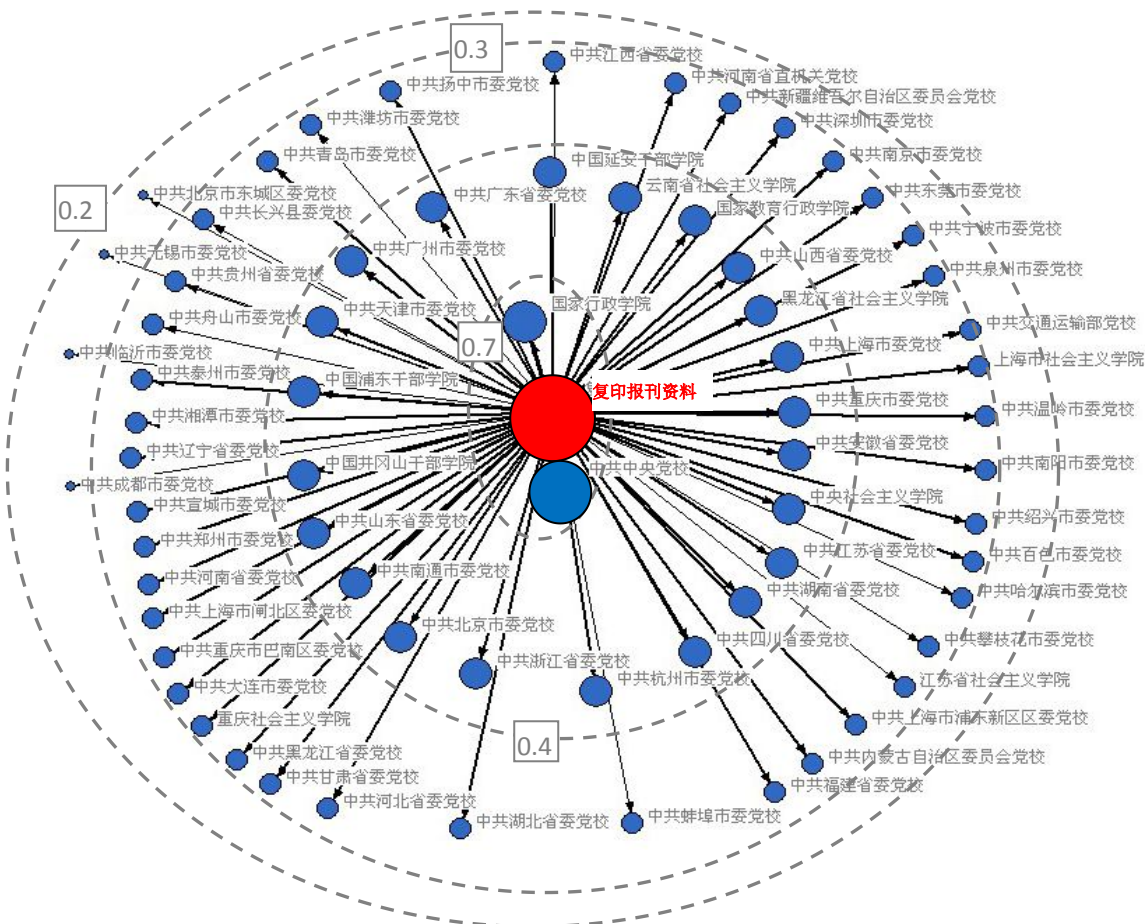 0.3
中共江西省委党校
中共河南省直机关党校
中共扬中市委党校
中共新疆维吾尔自治区委员会党校
中共潍坊市委党校
中共深圳市委党校
中共青岛市委党校
中国延安干部学院
中共南京市委党校
云南省社会主义学院
中共北京市东城区委党校
中共广东省委党校
中共东莞市委党校
0.2
中共长兴县委党校
国家教育行政学院
中共宁波市委党校
中共广州市委党校
中共无锡市委党校
中共山西省委党校
中共贵州省委党校
中共泉州市委党校
国家行政学院
黑龙江省社会主义学院
中共天津市委党校
中共舟山市委党校
中共交通运输部党校
0.7
中共临沂市委党校
中共上海市委党校
上海市社会主义学院
中共泰州市委党校
中国浦东干部学院
复印报刊资料
中共重庆市委党校
中共温岭市委党校
中共湘潭市委党校
中共安徽省委党校
中共辽宁省委党校
中国井冈山干部学院
中共中央党校
中共南阳市委党校
中共成都市委党校
中央社会主义学院
中共宣城市委党校
中共绍兴市委党校
中共山东省委党校
中共郑州市委党校
中共江苏省委党校
中共百色市委党校
中共河南省委党校
中共南通市委党校
中共湖南省委党校
中共哈尔滨市委党校
中共上海市闸北区委党校
中共北京市委党校
中共四川省委党校
中共攀枝花市委党校
中共重庆市巴南区委党校
中共浙江省委党校
中共杭州市委党校
江苏省社会主义学院
中共大连市委党校
重庆社会主义学院
中共上海市浦东新区区委党校
0.4
中共黑龙江省委党校
中共内蒙古自治区委员会党校
中共甘肃省委党校
中共福建省委党校
中共河北省委党校
中共湖北省委党校
中共蚌埠市委党校